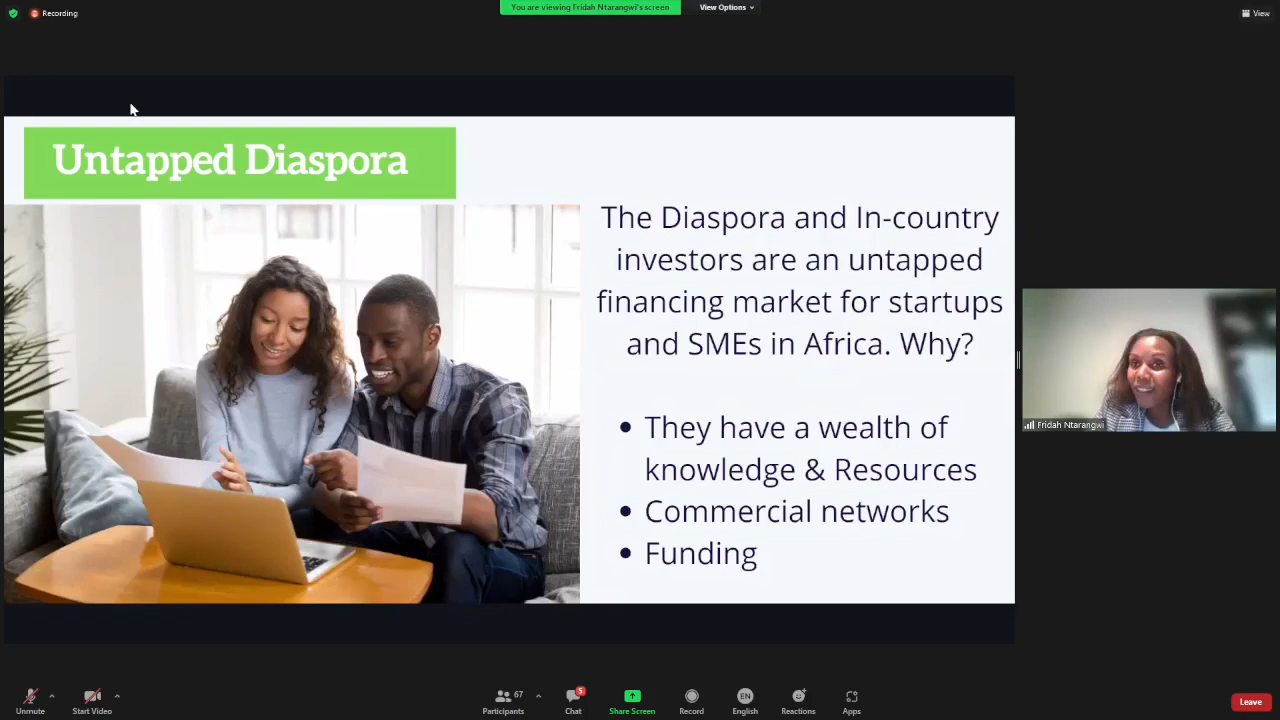 Recording
You are viewing Fridah Ntarangwi's screen
View Options
View
Untapped Diaspora
The Diaspora and In-country
investors are an untapped
financing market for startups
and SMEs in Africa. Why?
• They have a wealth of
knowledge & Resources
• Commercial networks
• Funding
Fridah Ntarangwi
Unmute
Start Video
67
Participants
5
Chat
Share Screen
Record
EN
English
Reactions
Apps
Leave